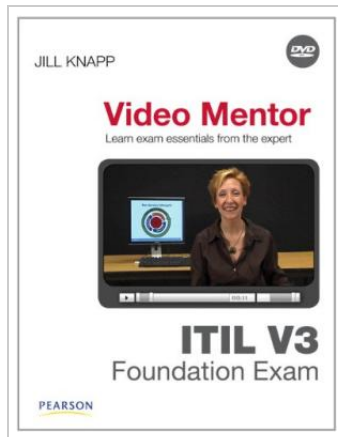 JILL KNAPP
DVD
Video Mentor
Learn exam essentials from the expert
ITIL V3
Foundation Exam
PEARSON